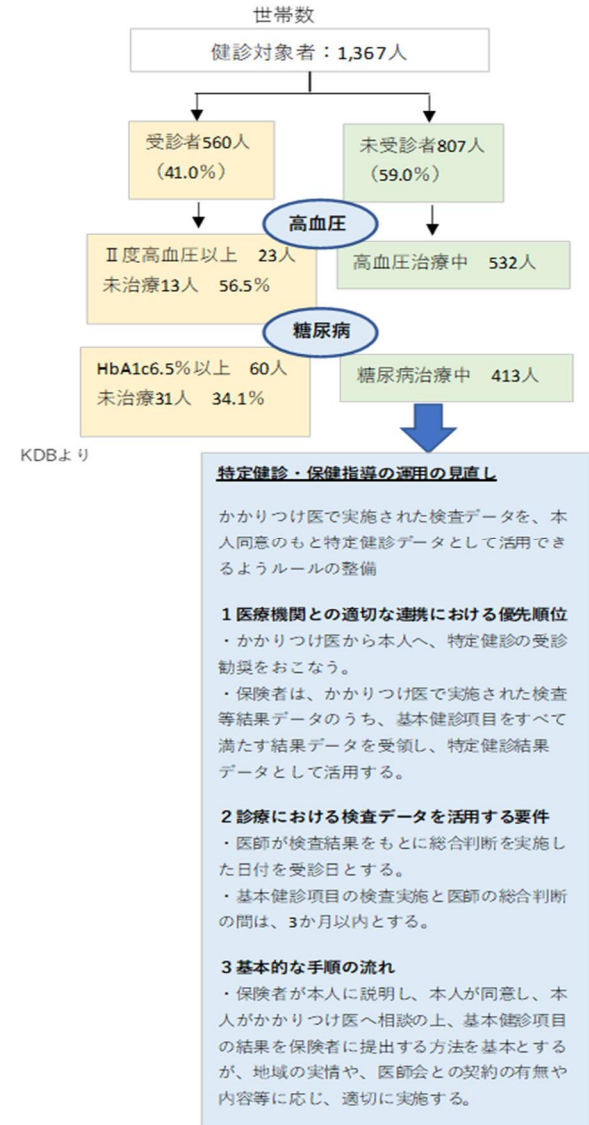 世帯数
健診対象者：1,367人
受診者560人
（41.0％）
未受診者807人
（59.0％）
高血圧
Ⅱ度高血圧以上　23人
未治療13人　56.5％
高血圧治療中　532人
糖尿病
HbA1c6.5％以上　60人
未治療31人　34.1％
糖尿病治療中　413人
KDBより
特定健診・保健指導の運用の見直し
かかりつけ医で実施された検査データを、本
人同意のもと特定健診データとして活用でき
るようルールの整備
１医療機関との適切な連携における優先順位
・かかりつけ医から本人へ、特定健診の受診
勧奨をおこなう。
・保険者は、かかりつけ医で実施された検査
等結果データのうち、基本健診項目をすべて
満たす結果データを受領し、特定健診結果
データとして活用する。
２診療における検査データを活用する要件
・医師が検査結果をもとに総合判断を実施し
た日付を受診日とする。
・基本健診項目の検査実施と医師の総合判断
の間は、3か月以内とする。
３基本的な手順の流れ
・保険者が本人に説明し、本人が同意し、本
人がかかりつけ医へ相談の上、基本健診項目
の結果を保険者に提出する方法を基本とする
が、地域の実情や、医師会との契約の有無や
内容等に応じ、適切に実施する。